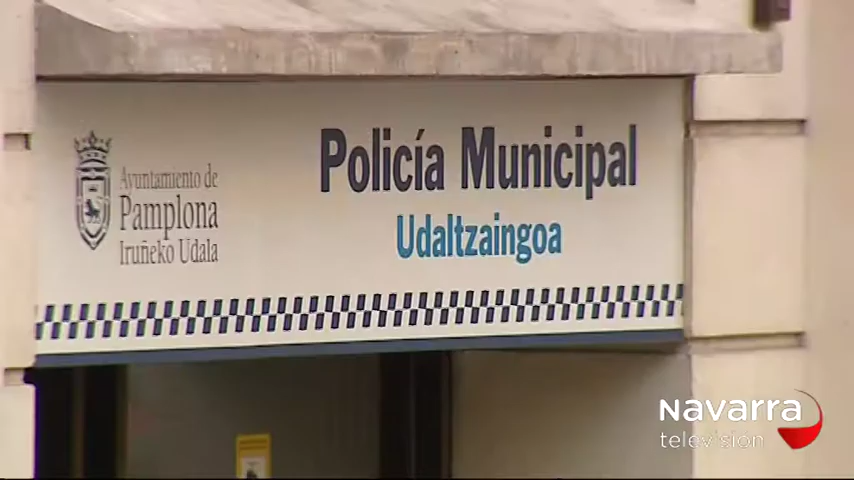 Ayuntamiento de
Pamplona
Iruñeko Udala
Policía Municipal
Udaltzaingoa
Navarra
televisión